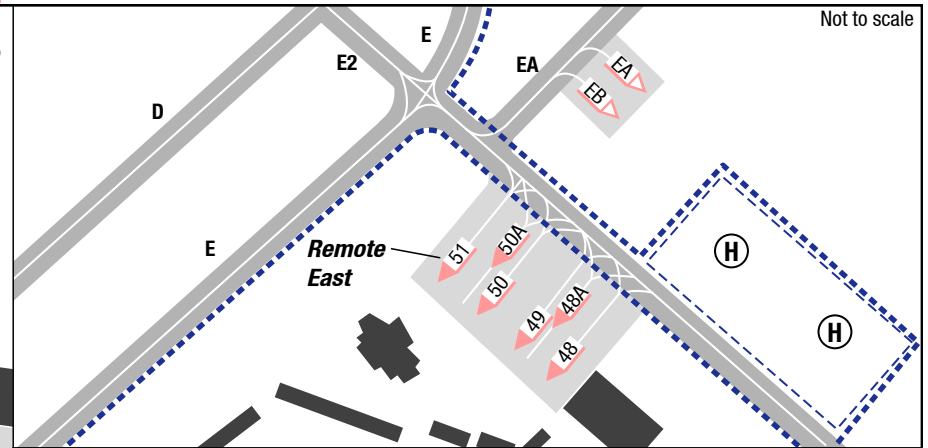 Not to scale
E
E2
EA
EA
EB
D
E
Remote
East
51
50A
50
49
48A
48
H
H